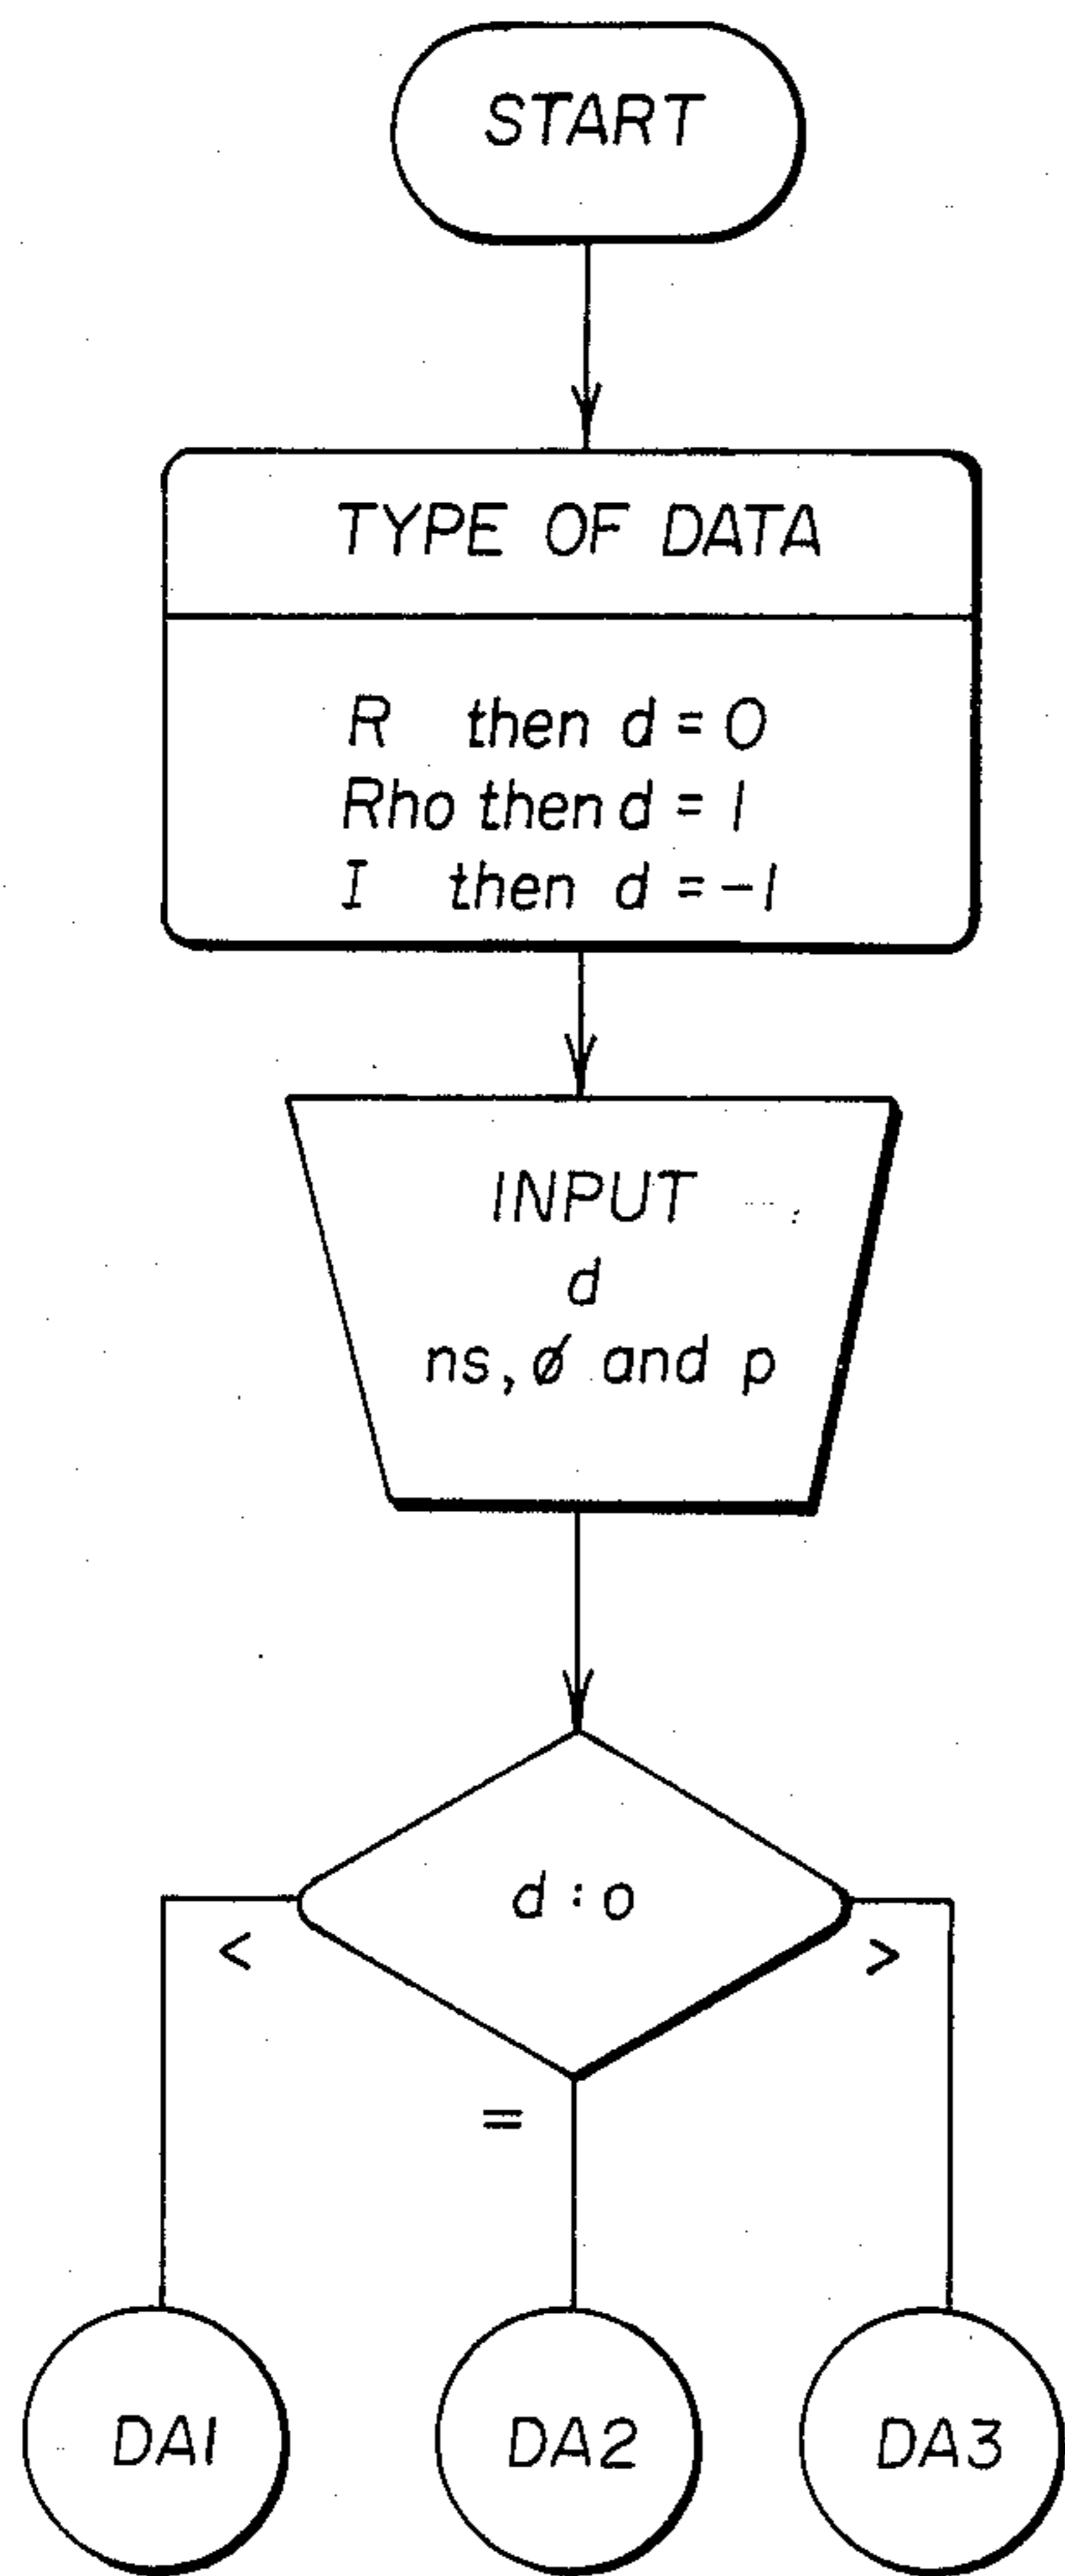 START
TYPE OF DATA
R then d = 0
Rho then d = 1
I then d = -1
INPUT
d
ns, ø and p
d : o
<
>
=
DA1
DA2
DA3